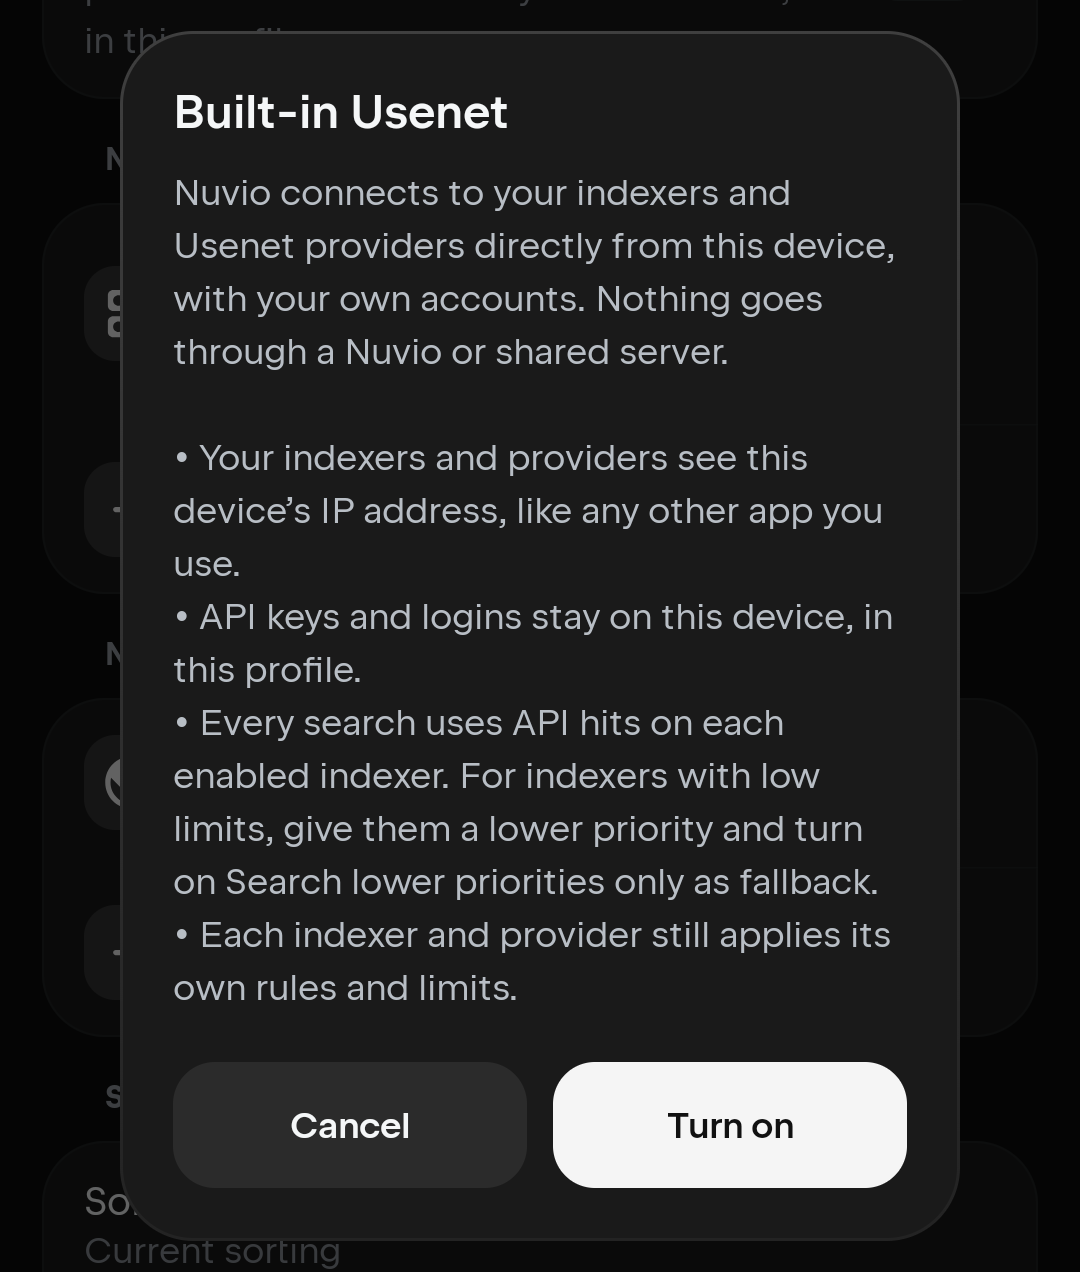 in thi
Built-in Usenet
Nuvio connects to your indexers and
Usenet providers directly from this device,
with your own accounts. Nothing goes
through a Nuvio or shared server.
• Your indexers and providers see this
device’s IP address, like any other app you
use.
• API keys and logins stay on this device, in
this profile.
• Every search uses API hits on each
enabled indexer. For indexers with low
limits, give them a lower priority and turn
on Search lower priorities only as fallback.
• Each indexer and provider still applies its
own rules and limits.
Cancel
Turn on
Current sorting